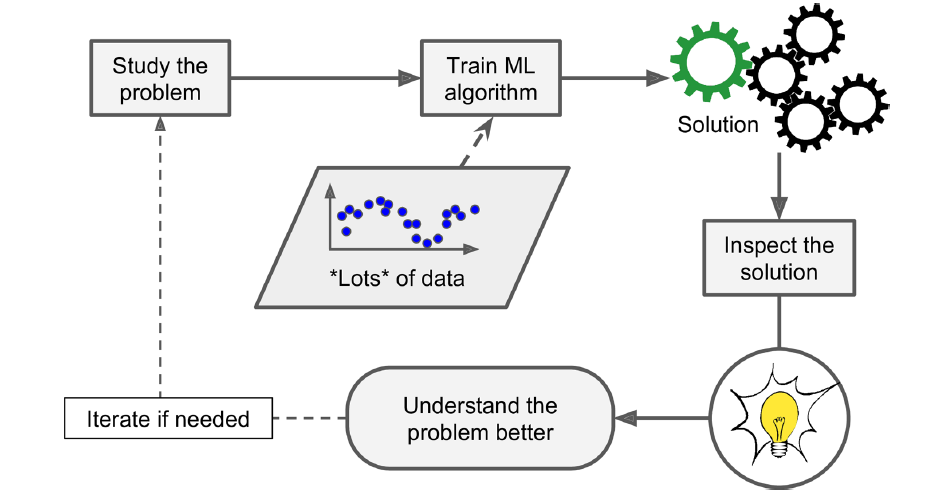 Study the
problem
Train ML
algorithm
Solution
*Lots* of data
Inspect the
solution
Understand the
problem better
Iterate if needed